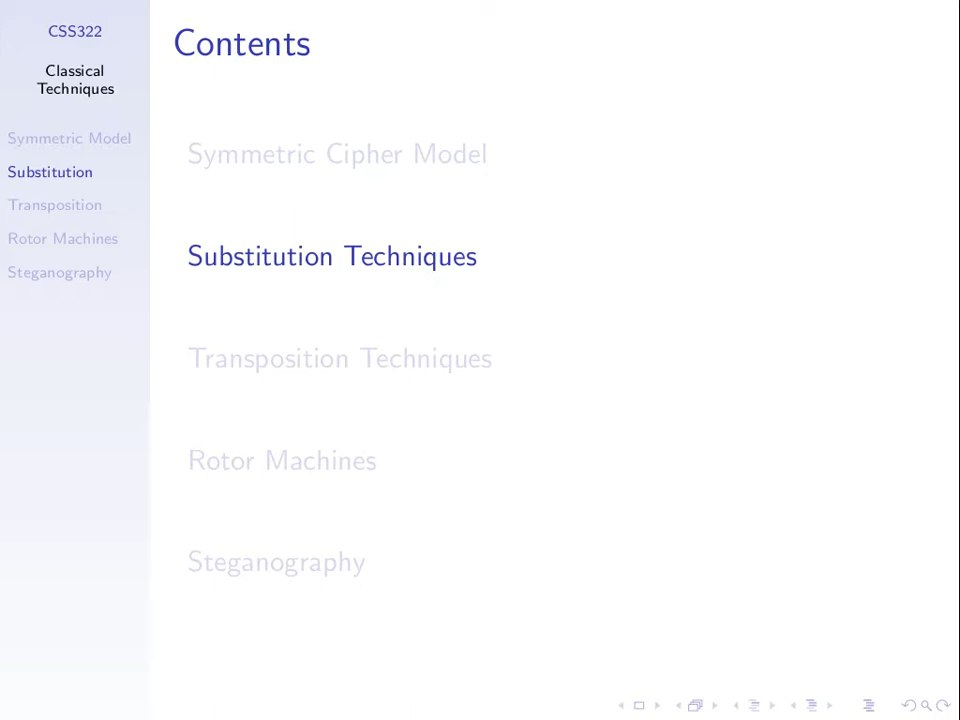 CSS322
Classical
Techniques
Symmetric Model
Substitution
Transposition
Rotor Machines
Steganography
Contents
Symmetric Cipher Model
Substitution Techniques
Transposition Techniques
Rotor Machines
Steganography